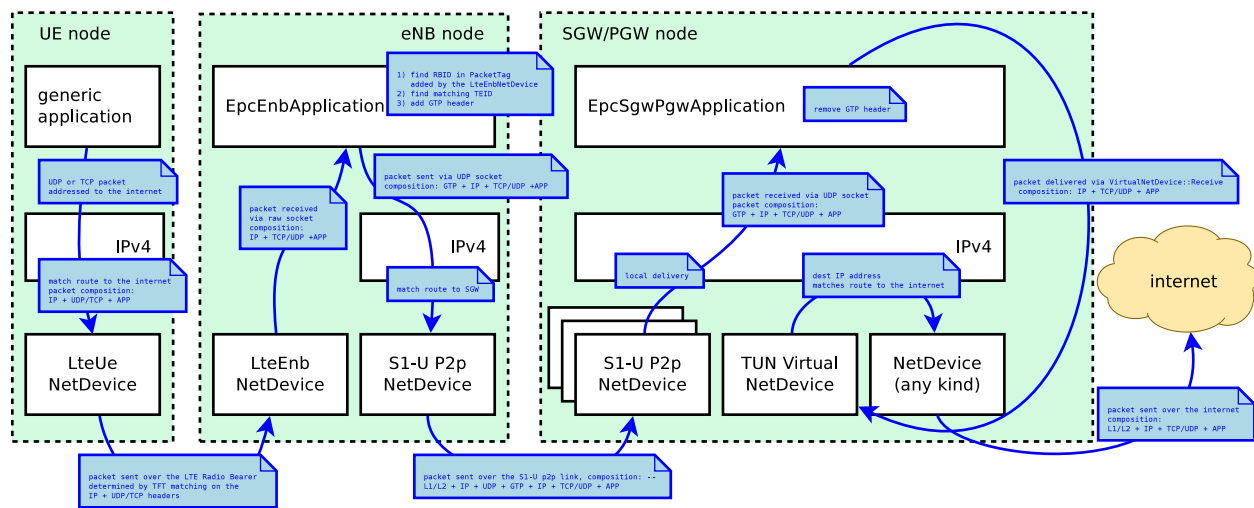 UE node
generic
application
UDP or TCP packet
addressed to the internet
IPv4
match route to the internet
packet composition:
IP + UDP/TCP + APP
LteUe
NetDevice
packet sent over the LTE Radio Bearer
determined by TFT matching on the
IP + UDP/TCP headers
eNB node
EpcEnbApplication
1) find RBID in PacketTag
added by the LteEnbNetDevice
2) find matching TEID
3) add GTP header
packet sent via UDP socket
composition: GTP + IP + TCP/UDP +APP
packet received
via raw socket
composition:
IP + TCP/UDP +APP
IPv4
match route to SGW
LteEnb
NetDevice
S1-U P2p
NetDevice
packet sent over the S1-U p2p link, composition: --
L1/L2 + IP + UDP + GTP + IP + TCP/UDP + APP
SGW/PGW node
EpcSgwPgwApplication
remove GTP header
packet received via UDP socket
packet composition:
GTP + IP + TCP/UDP + APP
packet delivered via VirtualNetDevice::Receive
composition: IP + TCP/UDP + APP
IPv4
local delivery
dest IP address
matches route to the internet
S1-U P2p
NetDevice
TUN Virtual
NetDevice
NetDevice
(any kind)
internet
packet sent over the internet
composition:
L1/L2 + IP + TCP/UDP + APP